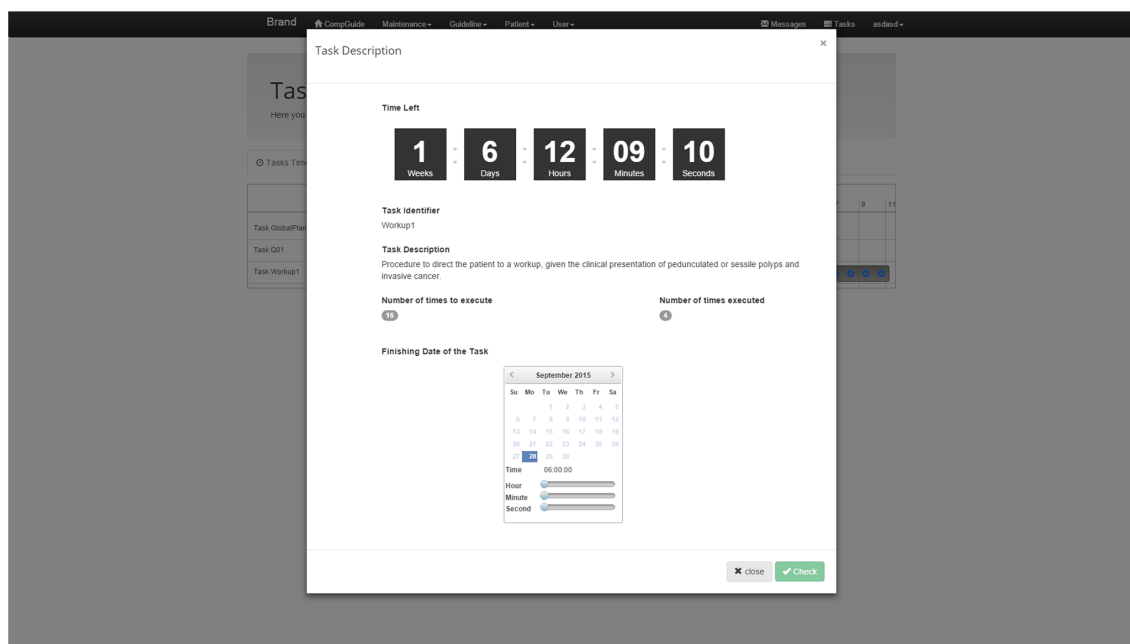 Brand CompGuide Maintenance Guideline Patient User Messages Tasks asdasd
Task Description ×
Tas
Here you
Time Left
1 : 6 : 12 : 09 : 10
Weeks Days Hours Minutes Seconds
Tasks Tim
9 11
Task Identifier
Workup1
Task GlobalPlan
Task Q01
Task Workup1
Task Description
Procedure to direct the patient to a workup, given the clinical presentation of pedunculated or sessile polyps and
invasive cancer.
Number of times to execute Number of times executed
16 4
Finishing Date of the Task
September 2015
Su Mo Tu We Th Fr Sa
1 2 3 4 5
6 7 8 9 10 11 12
13 14 15 16 17 18 19
20 21 22 23 24 25 26
27 28 29 30
Time 06:00:00
Hour
Minute
Second
close Check